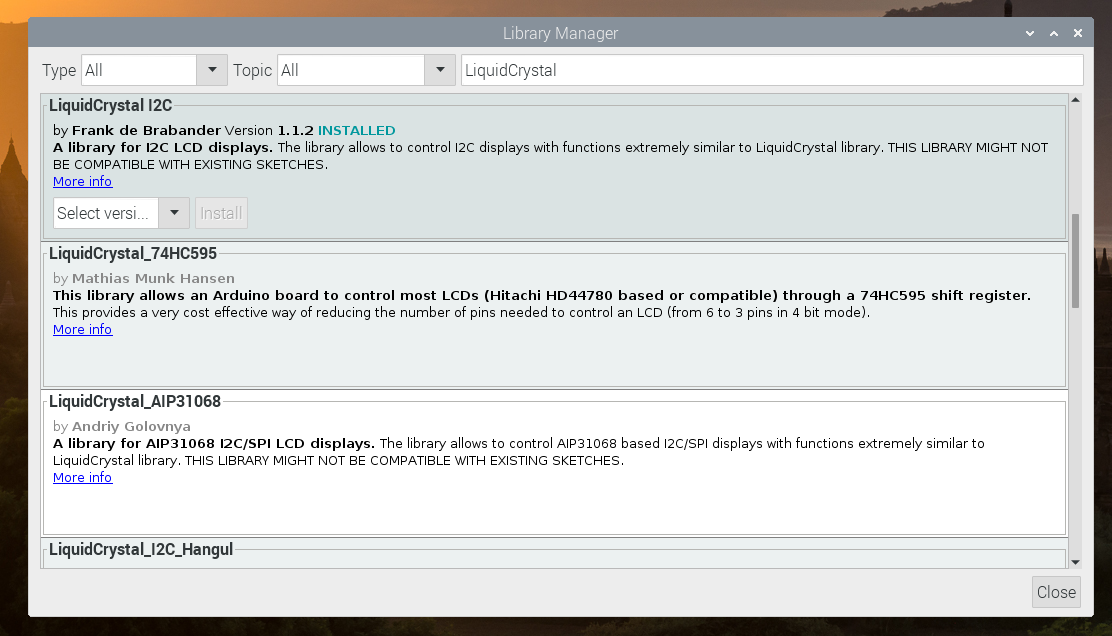 Library Manager
Type All Topic All LiquidCrystal
LiquidCrystal I2C
by Frank de Brabander Version 1.1.2 INSTALLED
A library for I2C LCD displays. The library allows to control I2C displays with functions extremely similar to LiquidCrystal library. THIS LIBRARY MIGHT NOT
BE COMPATIBLE WITH EXISTING SKETCHES.
More info
Select versi... Install
LiquidCrystal_74HC595
by Mathias Munk Hansen
This library allows an Arduino board to control most LCDs (Hitachi HD44780 based or compatible) through a 74HC595 shift register.
This provides a very cost effective way of reducing the number of pins needed to control an LCD (from 6 to 3 pins in 4 bit mode).
More info
LiquidCrystal_AIP31068
by Andriy Golovnya
A library for AIP31068 I2C/SPI LCD displays. The library allows to control AIP31068 based I2C/SPI displays with functions extremely similar to
LiquidCrystal library. THIS LIBRARY MIGHT NOT BE COMPATIBLE WITH EXISTING SKETCHES.
More info
LiquidCrystal_I2C_Hangul
Close